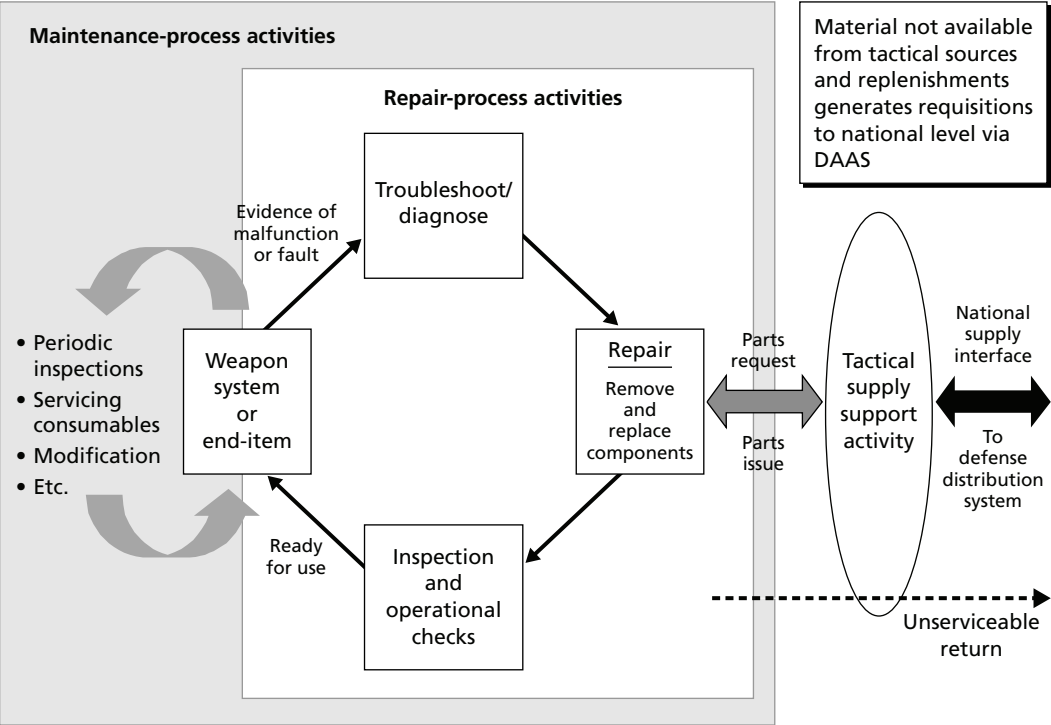 Maintenance-process activities
Repair-process activities
Material not available
from tactical sources
and replenishments
generates requisitions
to national level via
DAAS
Troubleshoot/
diagnose
Evidence of
malfunction
or fault
• Periodic
inspections
• Servicing
consumables
• Modification
• Etc.
Weapon
system
or
end-item
Repair
Remove
and
replace
components
Parts
request
Parts
issue
Tactical
supply
support
activity
National
supply
interface
To
defense
distribution
system
Ready
for use
Inspection
and
operational
checks
Unserviceable
return